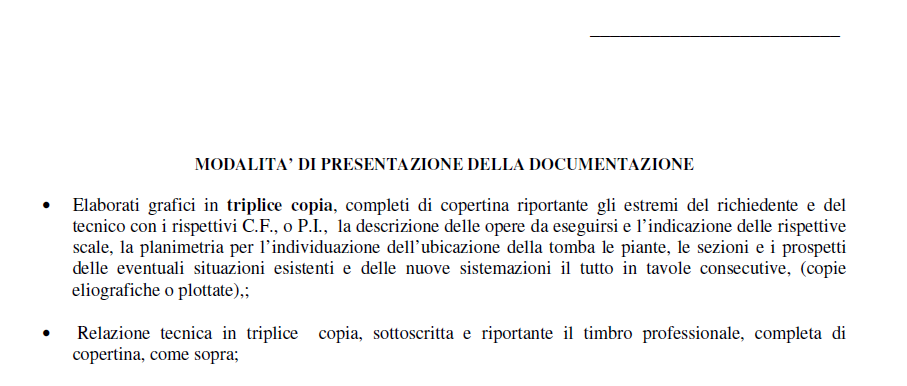 MODALITA' DI PRESENTAZIONE DELLA DOCUMENTAZIONE
• Elaborati grafici in triplice copia, completi di copertina riportante gli estremi del richiedente e del
tecnico con i rispettivi C.F., o P.I., la descrizione delle opere da eseguirsi e l'indicazione delle rispettive
scale, la planimetria per l'individuazione dell'ubicazione della tomba le piante, le sezioni e i prospetti
delle eventuali situazioni esistenti e delle nuove sistemazioni il tutto in tavole consecutive, (copie
eliografiche o plottate),;
• Relazione tecnica in triplice copia, sottoscritta e riportante il timbro professionale, completa di
copertina, come sopra;